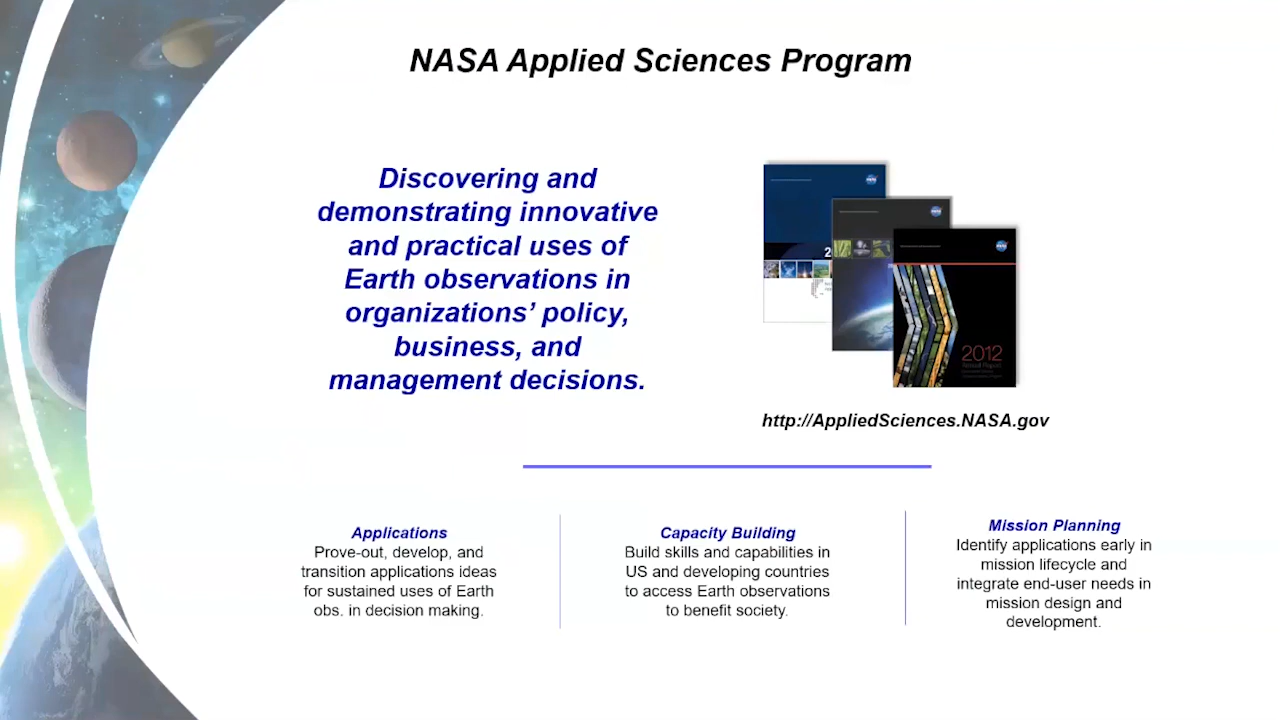 NASA Applied Sciences Program
Discovering and
demonstrating innovative
and practical uses of
Earth observations in
organizations’ policy,
business, and
management decisions.
2012
Annual Report
http://AppliedSciences.NASA.gov
Applications
Prove-out, develop, and
transition applications ideas
for sustained uses of Earth
obs. in decision making.
Capacity Building
Build skills and capabilities in
US and developing countries
to access Earth observations
to benefit society.
Mission Planning
Identify applications early in
mission lifecycle and
integrate end-user needs in
mission design and
development.